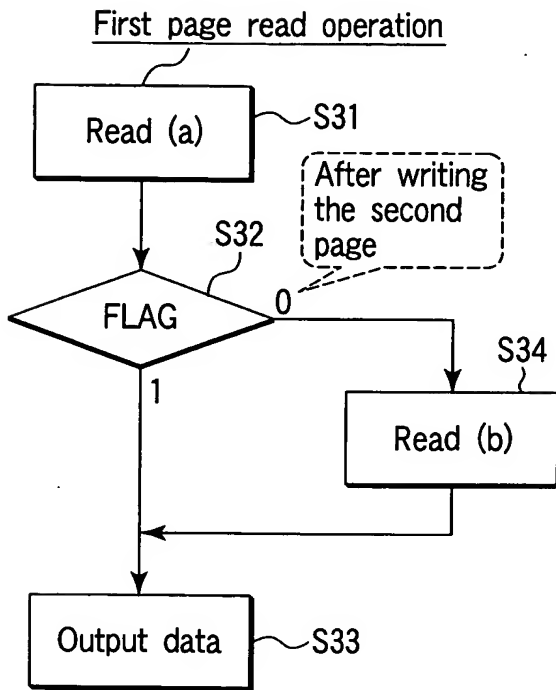 First page read operation
Read (a)
S31
After writing
the second
page
S32
FLAG
0
1
S34
Read (b)
Output data
S33